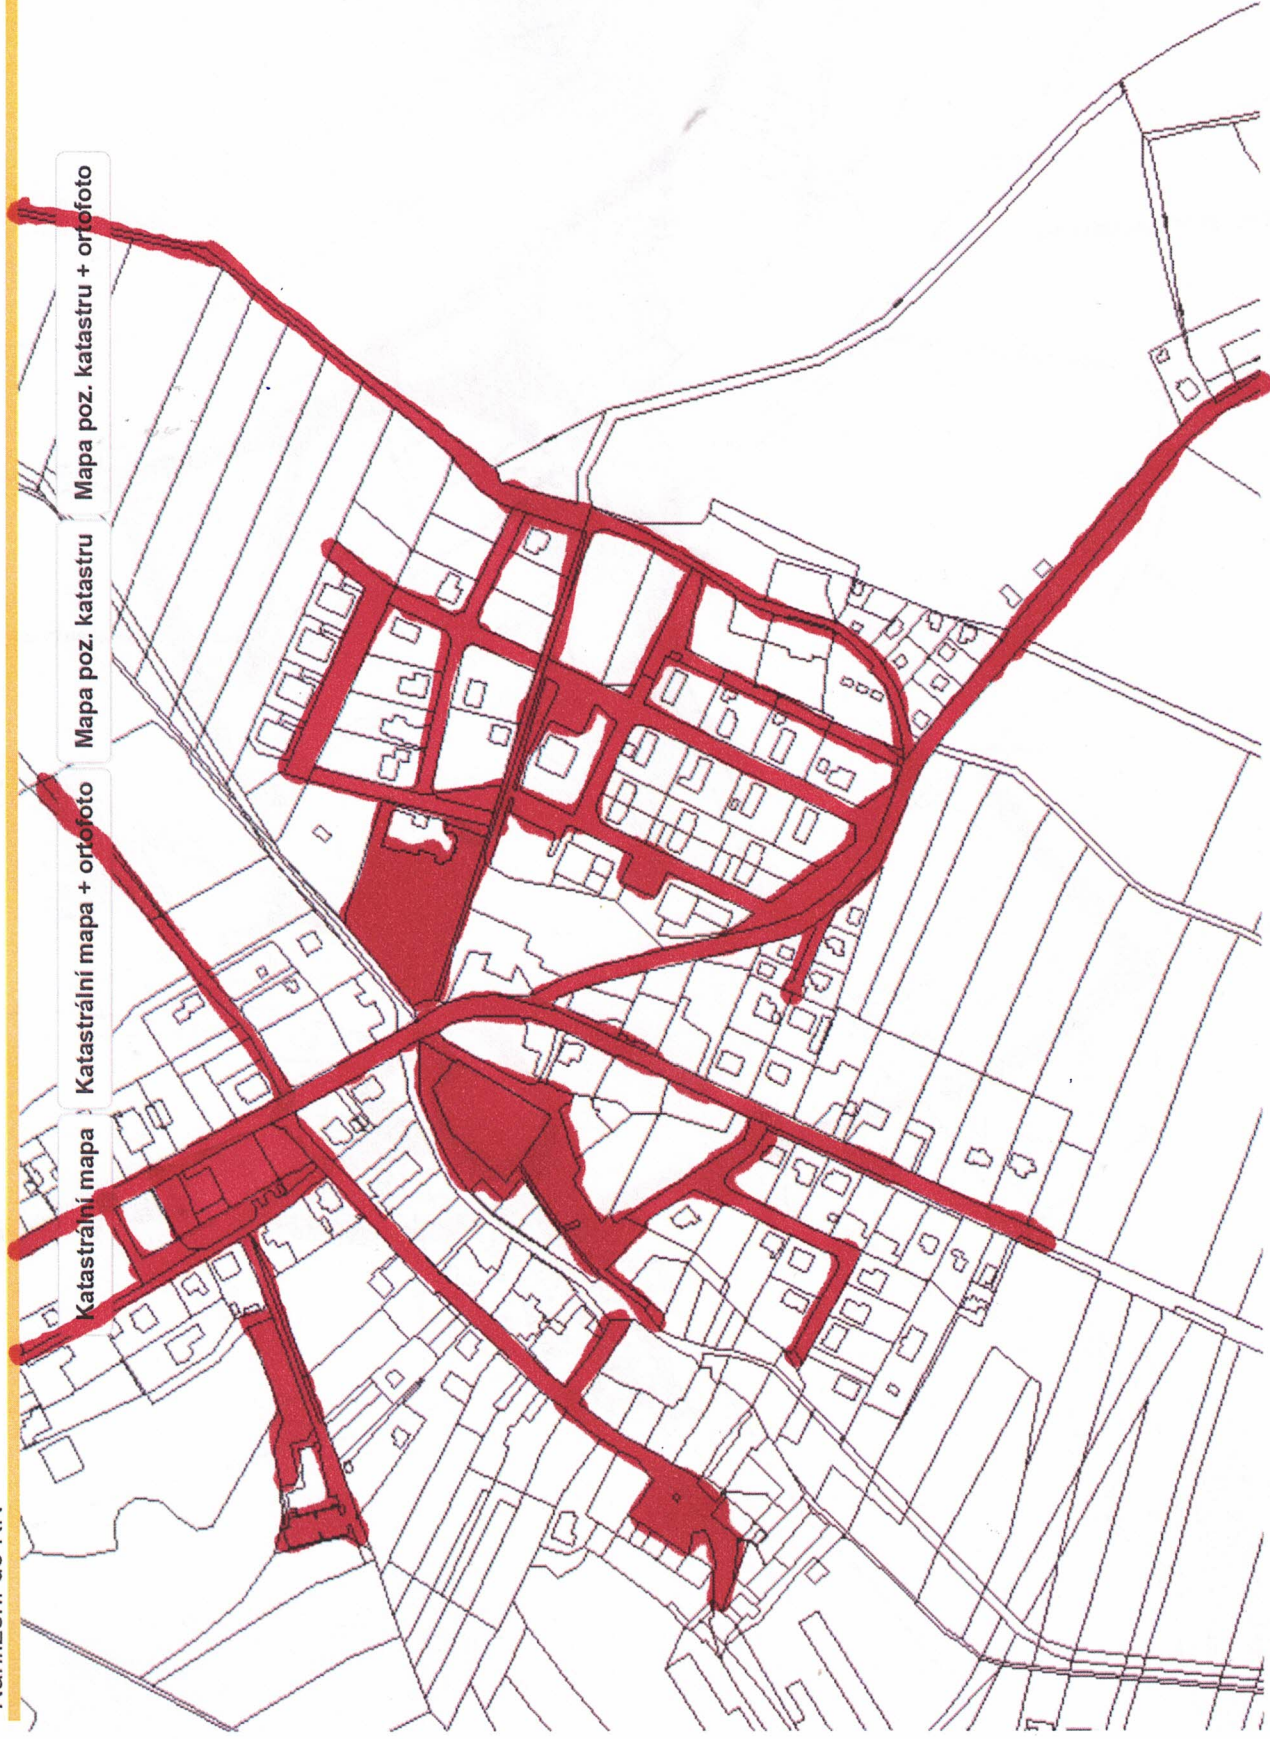 Katastrální mapa
Katastrální mapa + ortofoto
Mapa poz. katastru
Mapa poz. katastru + ortofoto